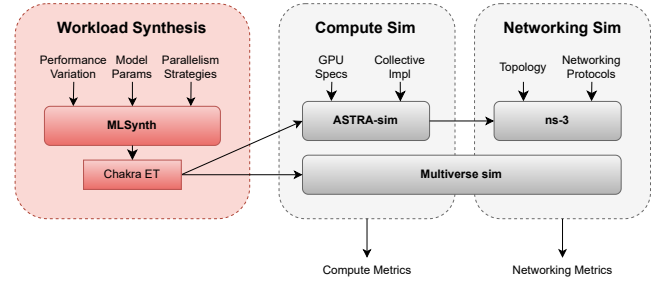 Workload Synthesis
Performance
Variation
Model
Params
Parallelism
Strategies
MLSynth
Chakra ET
Compute Sim
GPU
Specs
Collective
Impl
ASTRA-sim
Networking Sim
Topology
Networking
Protocols
ns-3
Multiverse sim
Compute Metrics
Networking Metrics